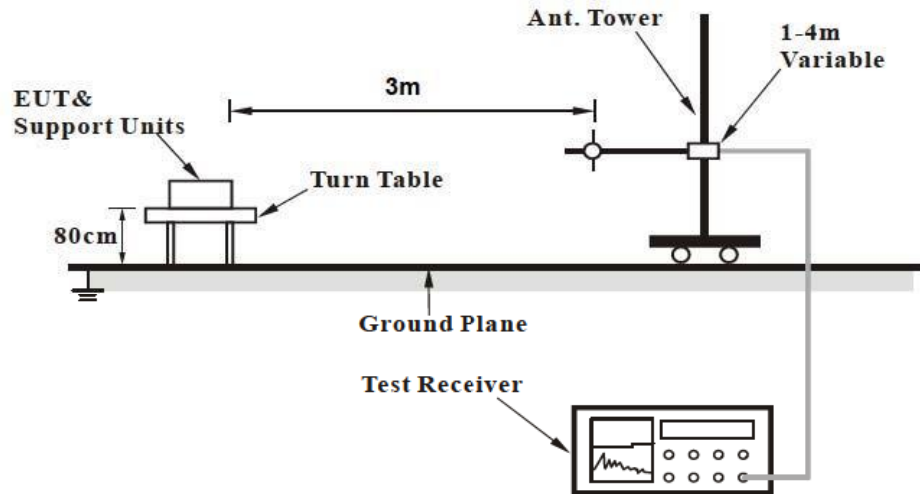 Ant. Tower
1-4m
Variable
3m
EUT&
Support Units
Turn Table
80cm
Ground Plane
Test Receiver